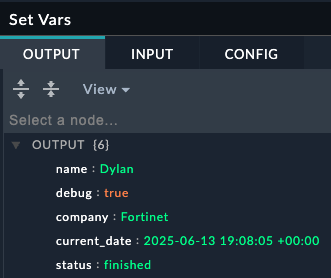 Set Vars
OUTPUT INPUT CONFIG
View
Select a node...
OUTPUT {6}
name : Dylan
debug : true
company : Fortinet
current_date : 2025-06-13 19:08:05 +00:00
status : finished